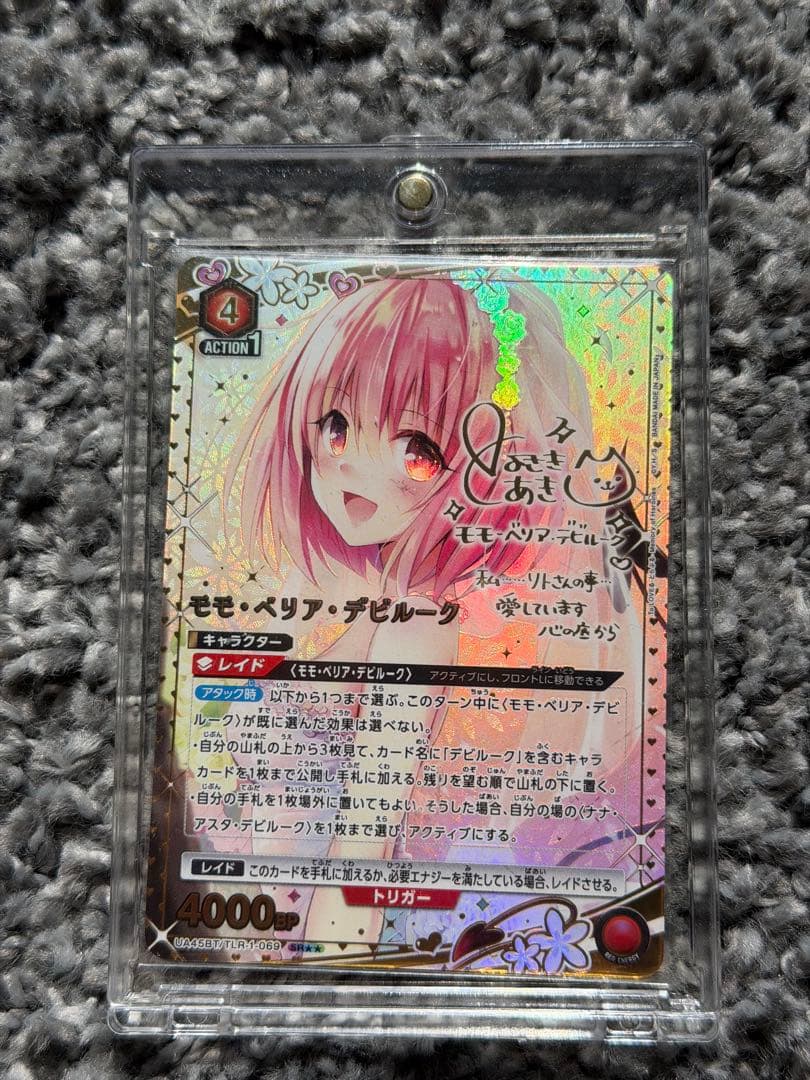 4
ACTION 1
とよさき
あき
モモ・ベリア・デビルーク
私……リトさんの事…
愛しています
心の底から
モモ・ベリア・デビルーク
キャラクター
レイド 〈モモ・ベリア・デビルーク〉 アクティブにし、フロントLに移動できる
アタック時 以下から1つまで選ぶ。このターン中に〈モモ・ベリア・デビ
ルーク〉が既に選んだ効果は選べない。
・自分の山札の上から3枚見て、カード名に「デビルーク」を含むキャラ
カードを1枚まで公開し手札に加える。残りを望む順で山札の下に置く。
・自分の手札を1枚場外に置いてもよい。そうした場合、自分の場の〈ナナ・
アスタ・デビルーク〉を1枚まで選び、アクティブにする。
レイド このカードを手札に加えるか、必要エナジーを満たしている場合、レイドさせる。
トリガー
4000BP
UA45BT/TLR-1-069 SR★★
RED ENERGY
BANDAI MADE IN JAPAN